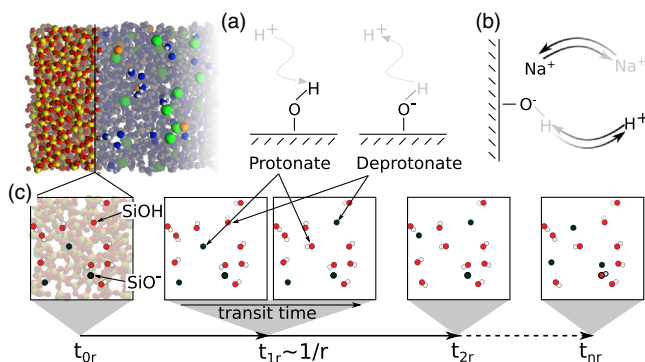 (a)
H⁺
H
O
Protonate
H⁺
H
O⁻
Deprotonate
(b)
Na⁺
Na⁺
O⁻
H
H⁺
(c)
SiOH
SiO⁻
transit time
t₀ᵣ
t₁ᵣ~1/r
t₂ᵣ
tₙᵣ